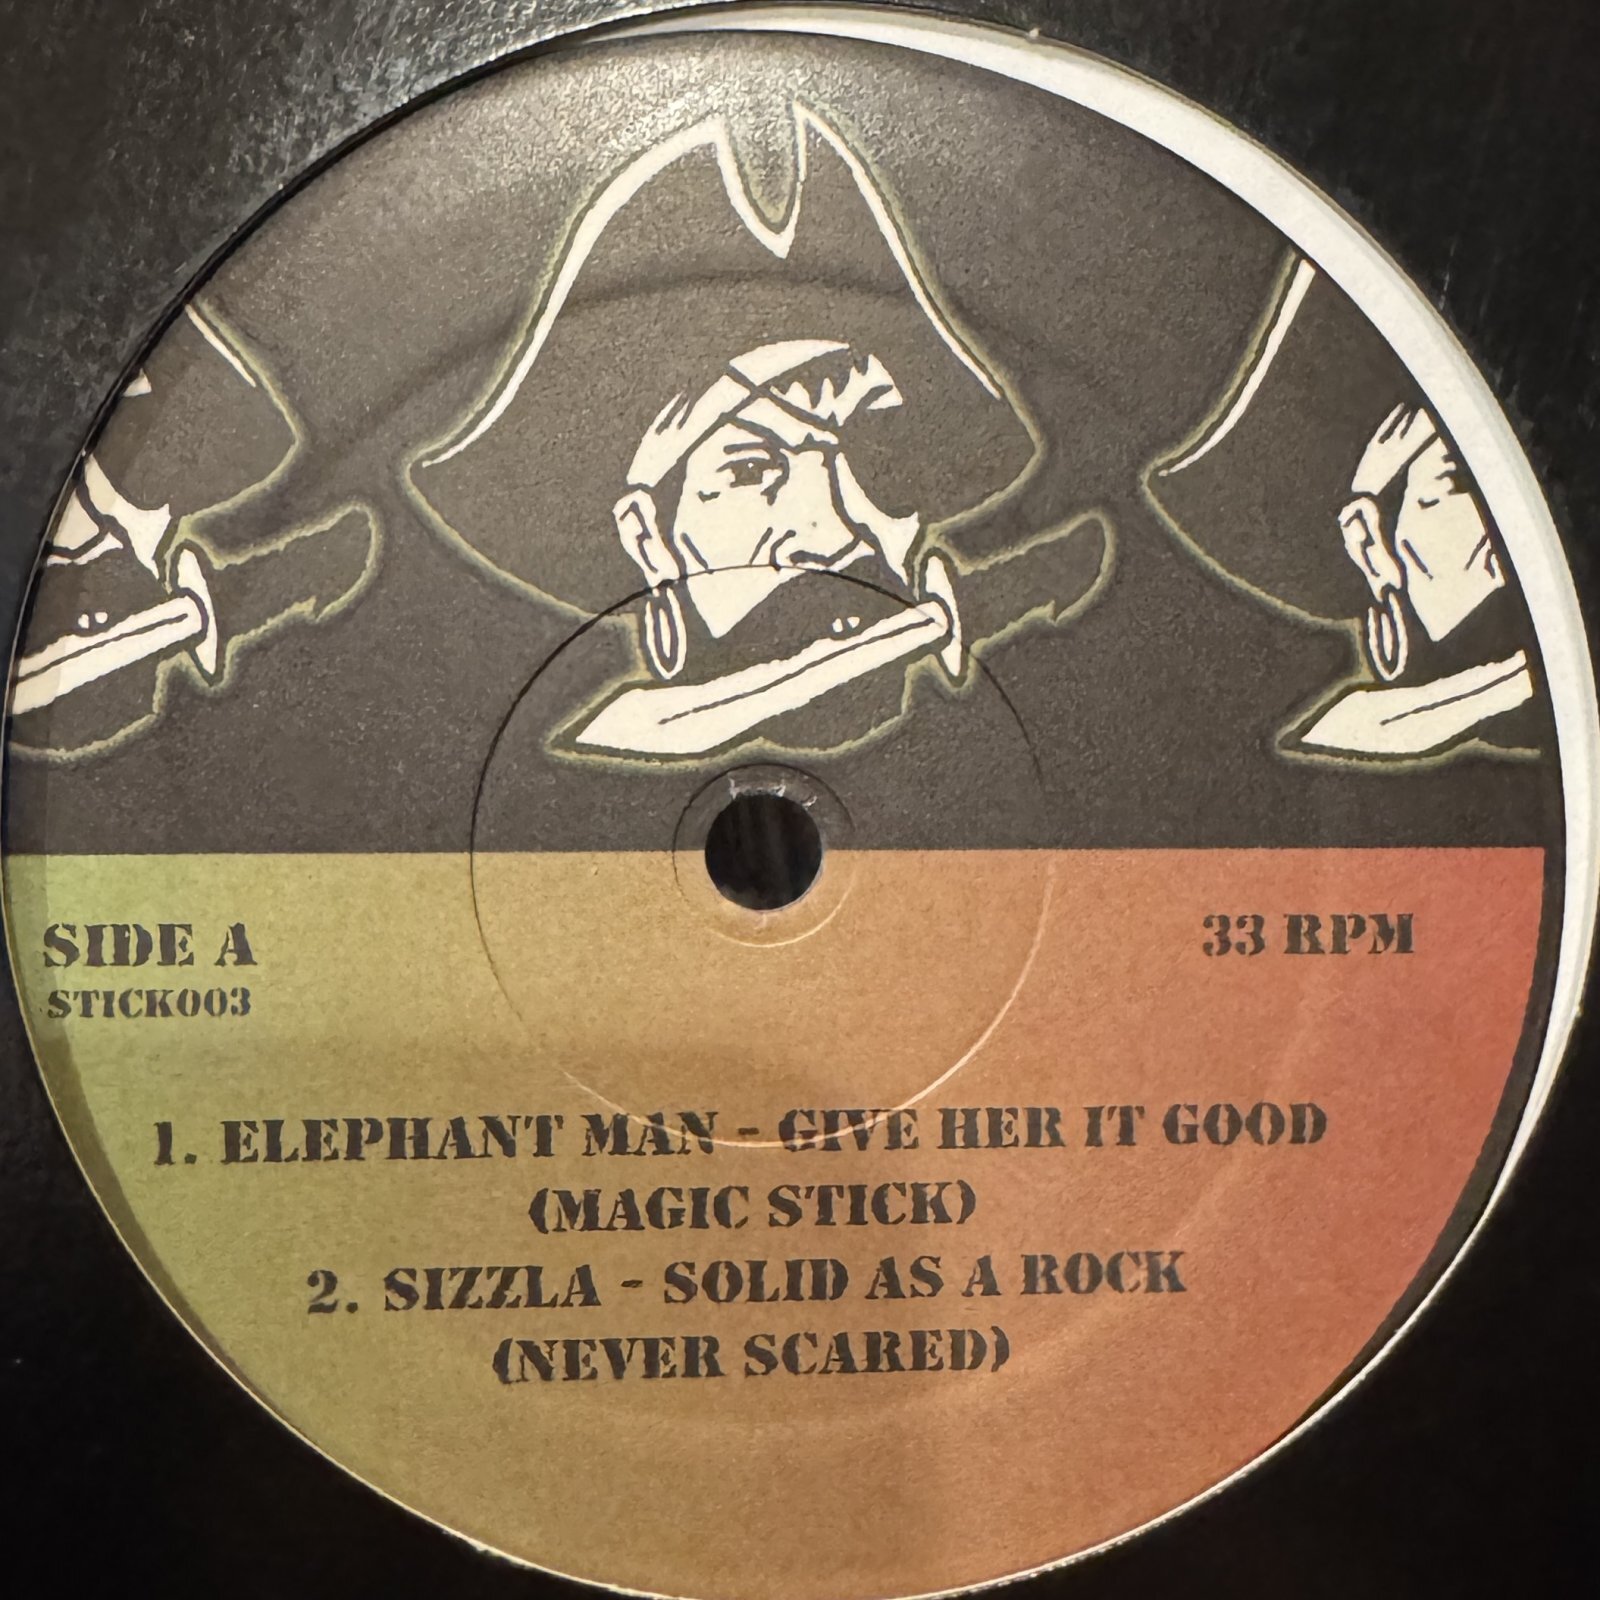 SIDE A
33 RPM
STICK003
1. ELEPHANT MAN - GIVE HER IT GOOD
(MAGIC STICK)
2. SIZZLA - SOLID AS A ROCK
(NEVER SCARED)